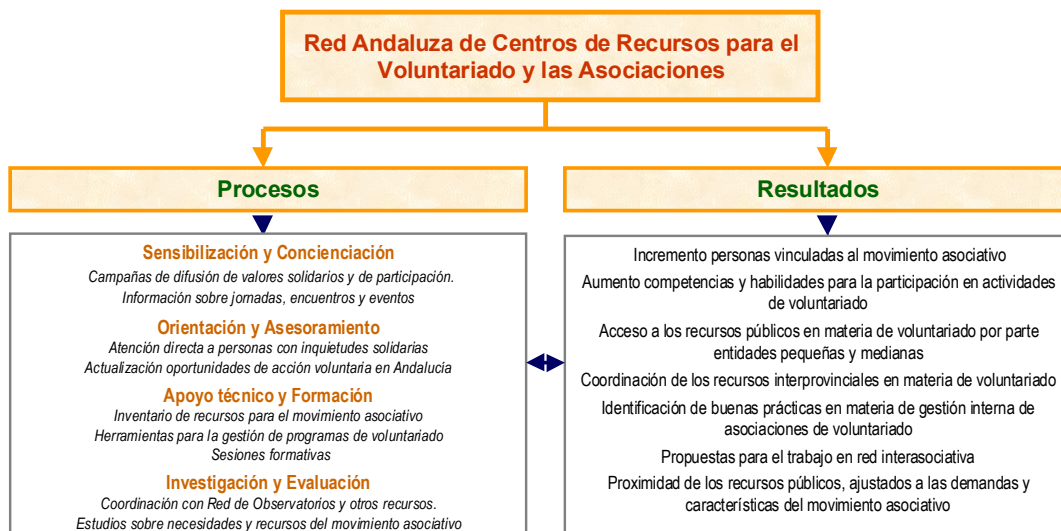 Red Andaluza de Centros de Recursos para el
Voluntariado y las Asociaciones
Procesos
Sensibilización y Concienciación
Campañas de difusión de valores solidarios y de participación.
Información sobre jornadas, encuentros y eventos
Orientación y Asesoramiento
Atención directa a personas con inquietudes solidarias
Actualización oportunidades de acción voluntaria en Andalucía
Apoyo técnico y Formación
Inventario de recursos para el movimiento asociativo
Herramientas para la gestión de programas de voluntariado
Sesiones formativas
Investigación y Evaluación
Coordinación con Red de Observatorios y otros recursos.
Estudios sobre necesidades y recursos del movimiento asociativo
Resultados
Incremento personas vinculadas al movimiento asociativo
Aumento competencias y habilidades para la participación en actividades
de voluntariado
Acceso a los recursos públicos en materia de voluntariado por parte
entidades pequeñas y medianas
Coordinación de los recursos interprovinciales en materia de voluntariado
Identificación de buenas prácticas en materia de gestión interna de
asociaciones de voluntariado
Propuestas para el trabajo en red interasociativa
Proximidad de los recursos públicos, ajustados a las demandas y
características del movimiento asociativo